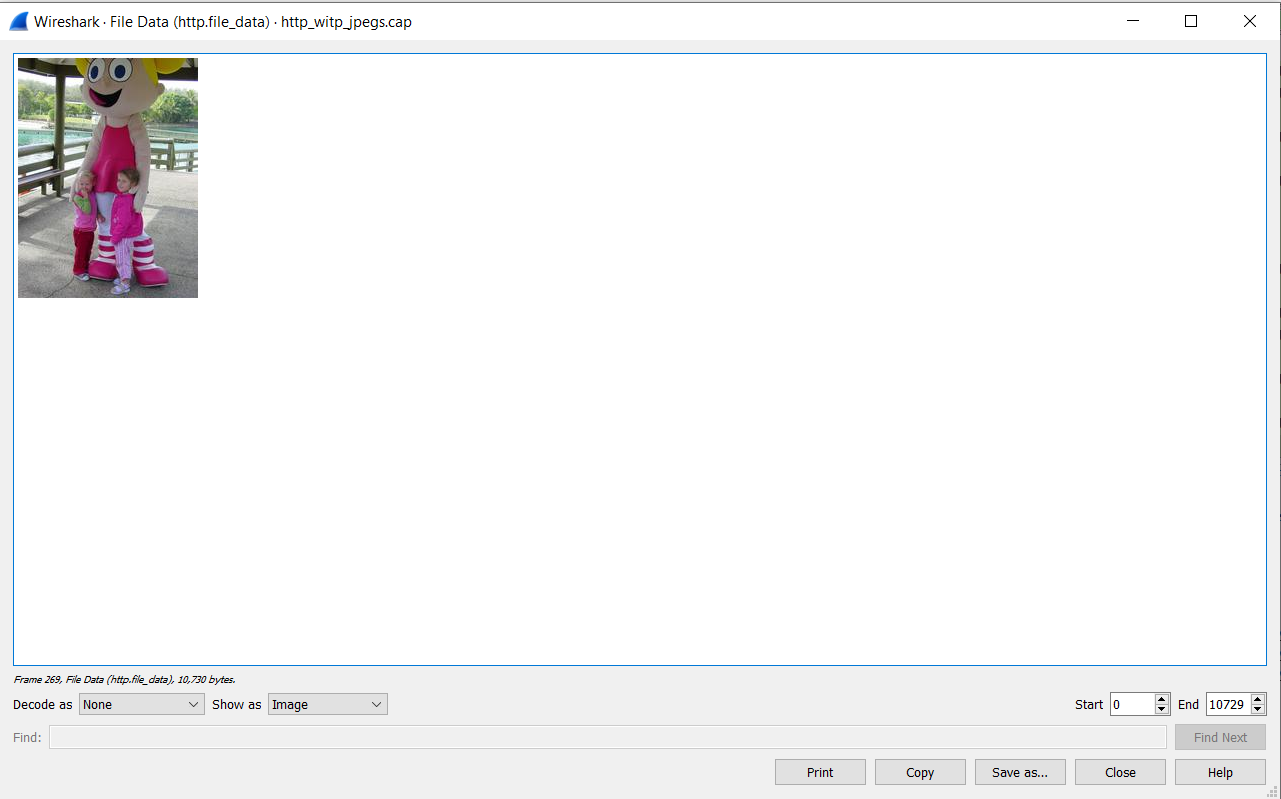 Wireshark · File Data (http.file_data) · http_witp_jpegs.cap
Frame 269, File Data (http.file_data), 10,730 bytes.
Decode as None Show as Image Start 0 End 10729
Find: Find Next
Print Copy Save as... Close Help